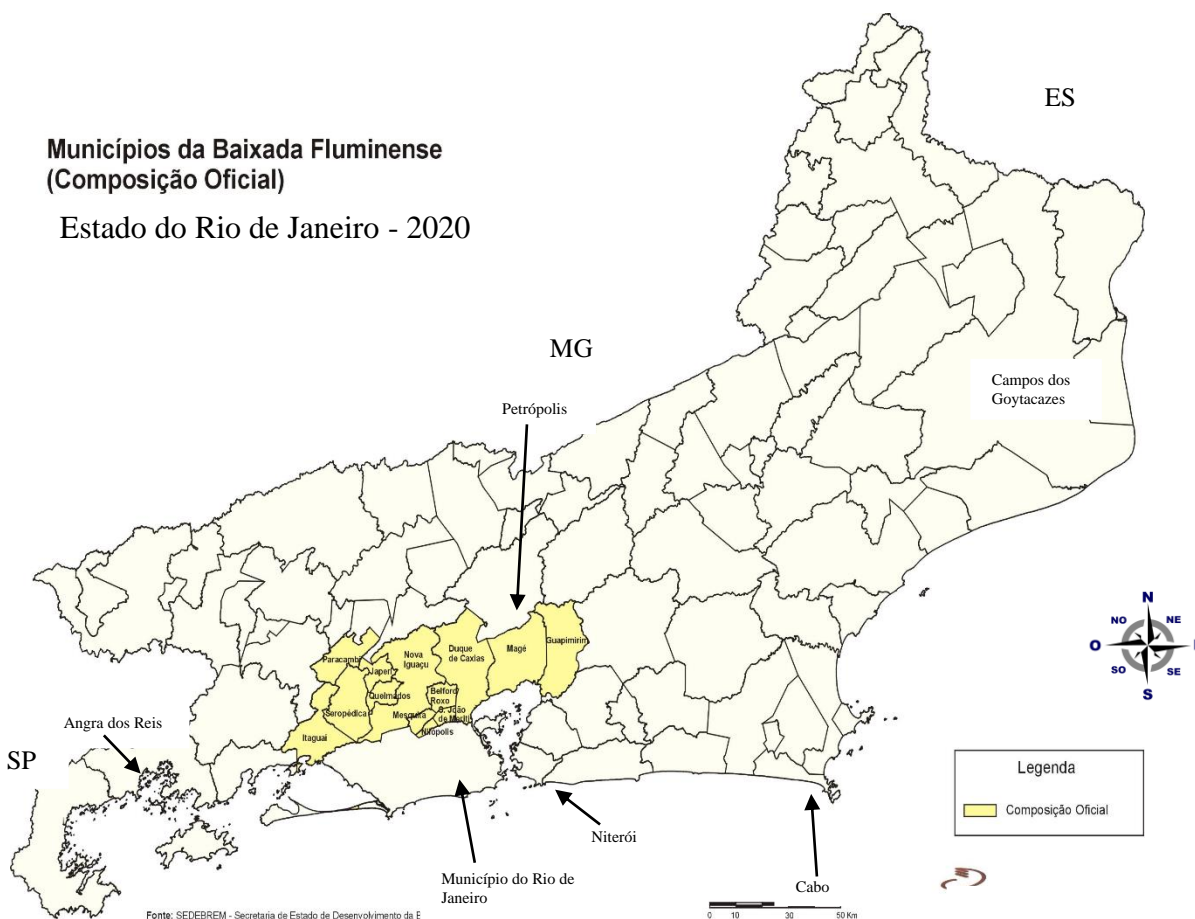 Municípios da Baixada Fluminense
(Composição Oficial)
Estado do Rio de Janeiro - 2020
ES
MG
Campos dos
Goytacazes
Petrópolis
Guapimirim
Magé
Duque
de Caxias
Nova
Iguaçu
Paracambi
Japeri
Queimados
Belford
Roxo
Seropédica
S. João
de Meriti
Mesquita
Nilópolis
Itaguaí
Angra dos Reis
SP
N
NO
NE
O
SO
SE
S
Legenda
Composição Oficial
Niterói
Município do Rio de
Janeiro
Cabo
Fonte: SEDEBREM - Secretaria de Estado de Desenvolvimento da
0 10 30 40 50 Km